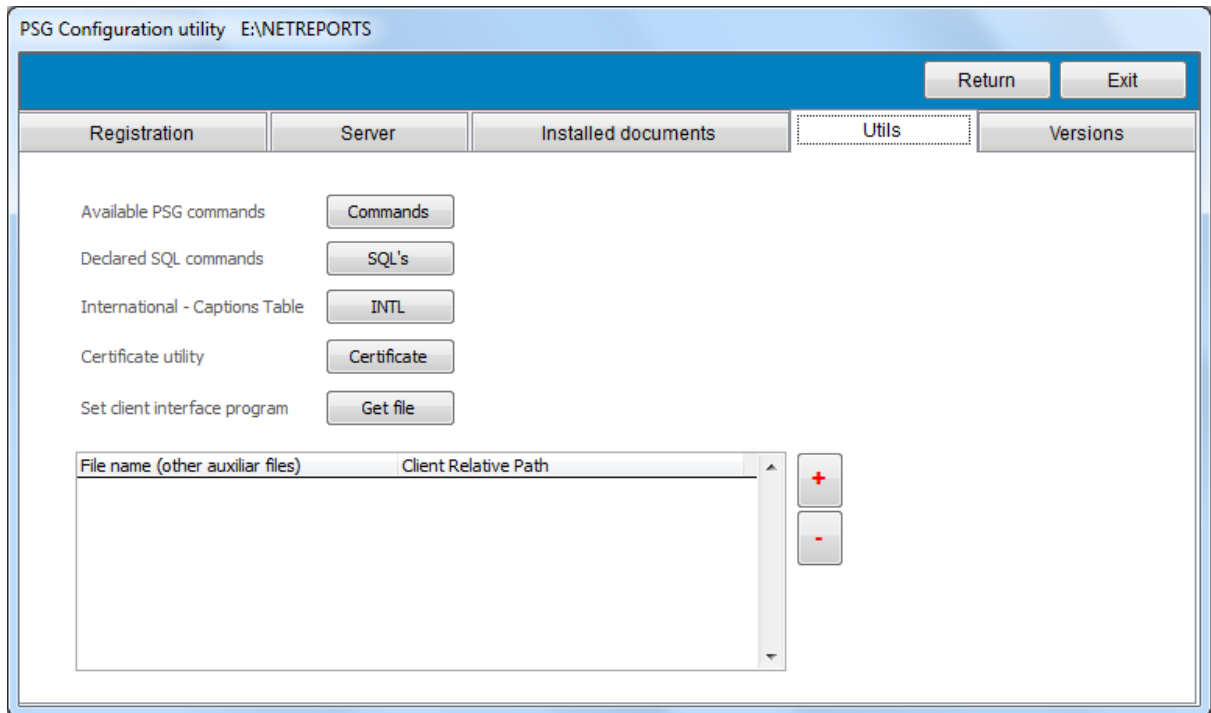 PSG Configuration utility E:\NETREPORTS
Return Exit
Registration Server Installed documents Utils Versions
Available PSG commands Commands
Declared SQL commands SQL's
International - Captions Table INTL
Certificate utility Certificate
Set client interface program Get file
File name (other auxiliar files) Client Relative Path
+
-